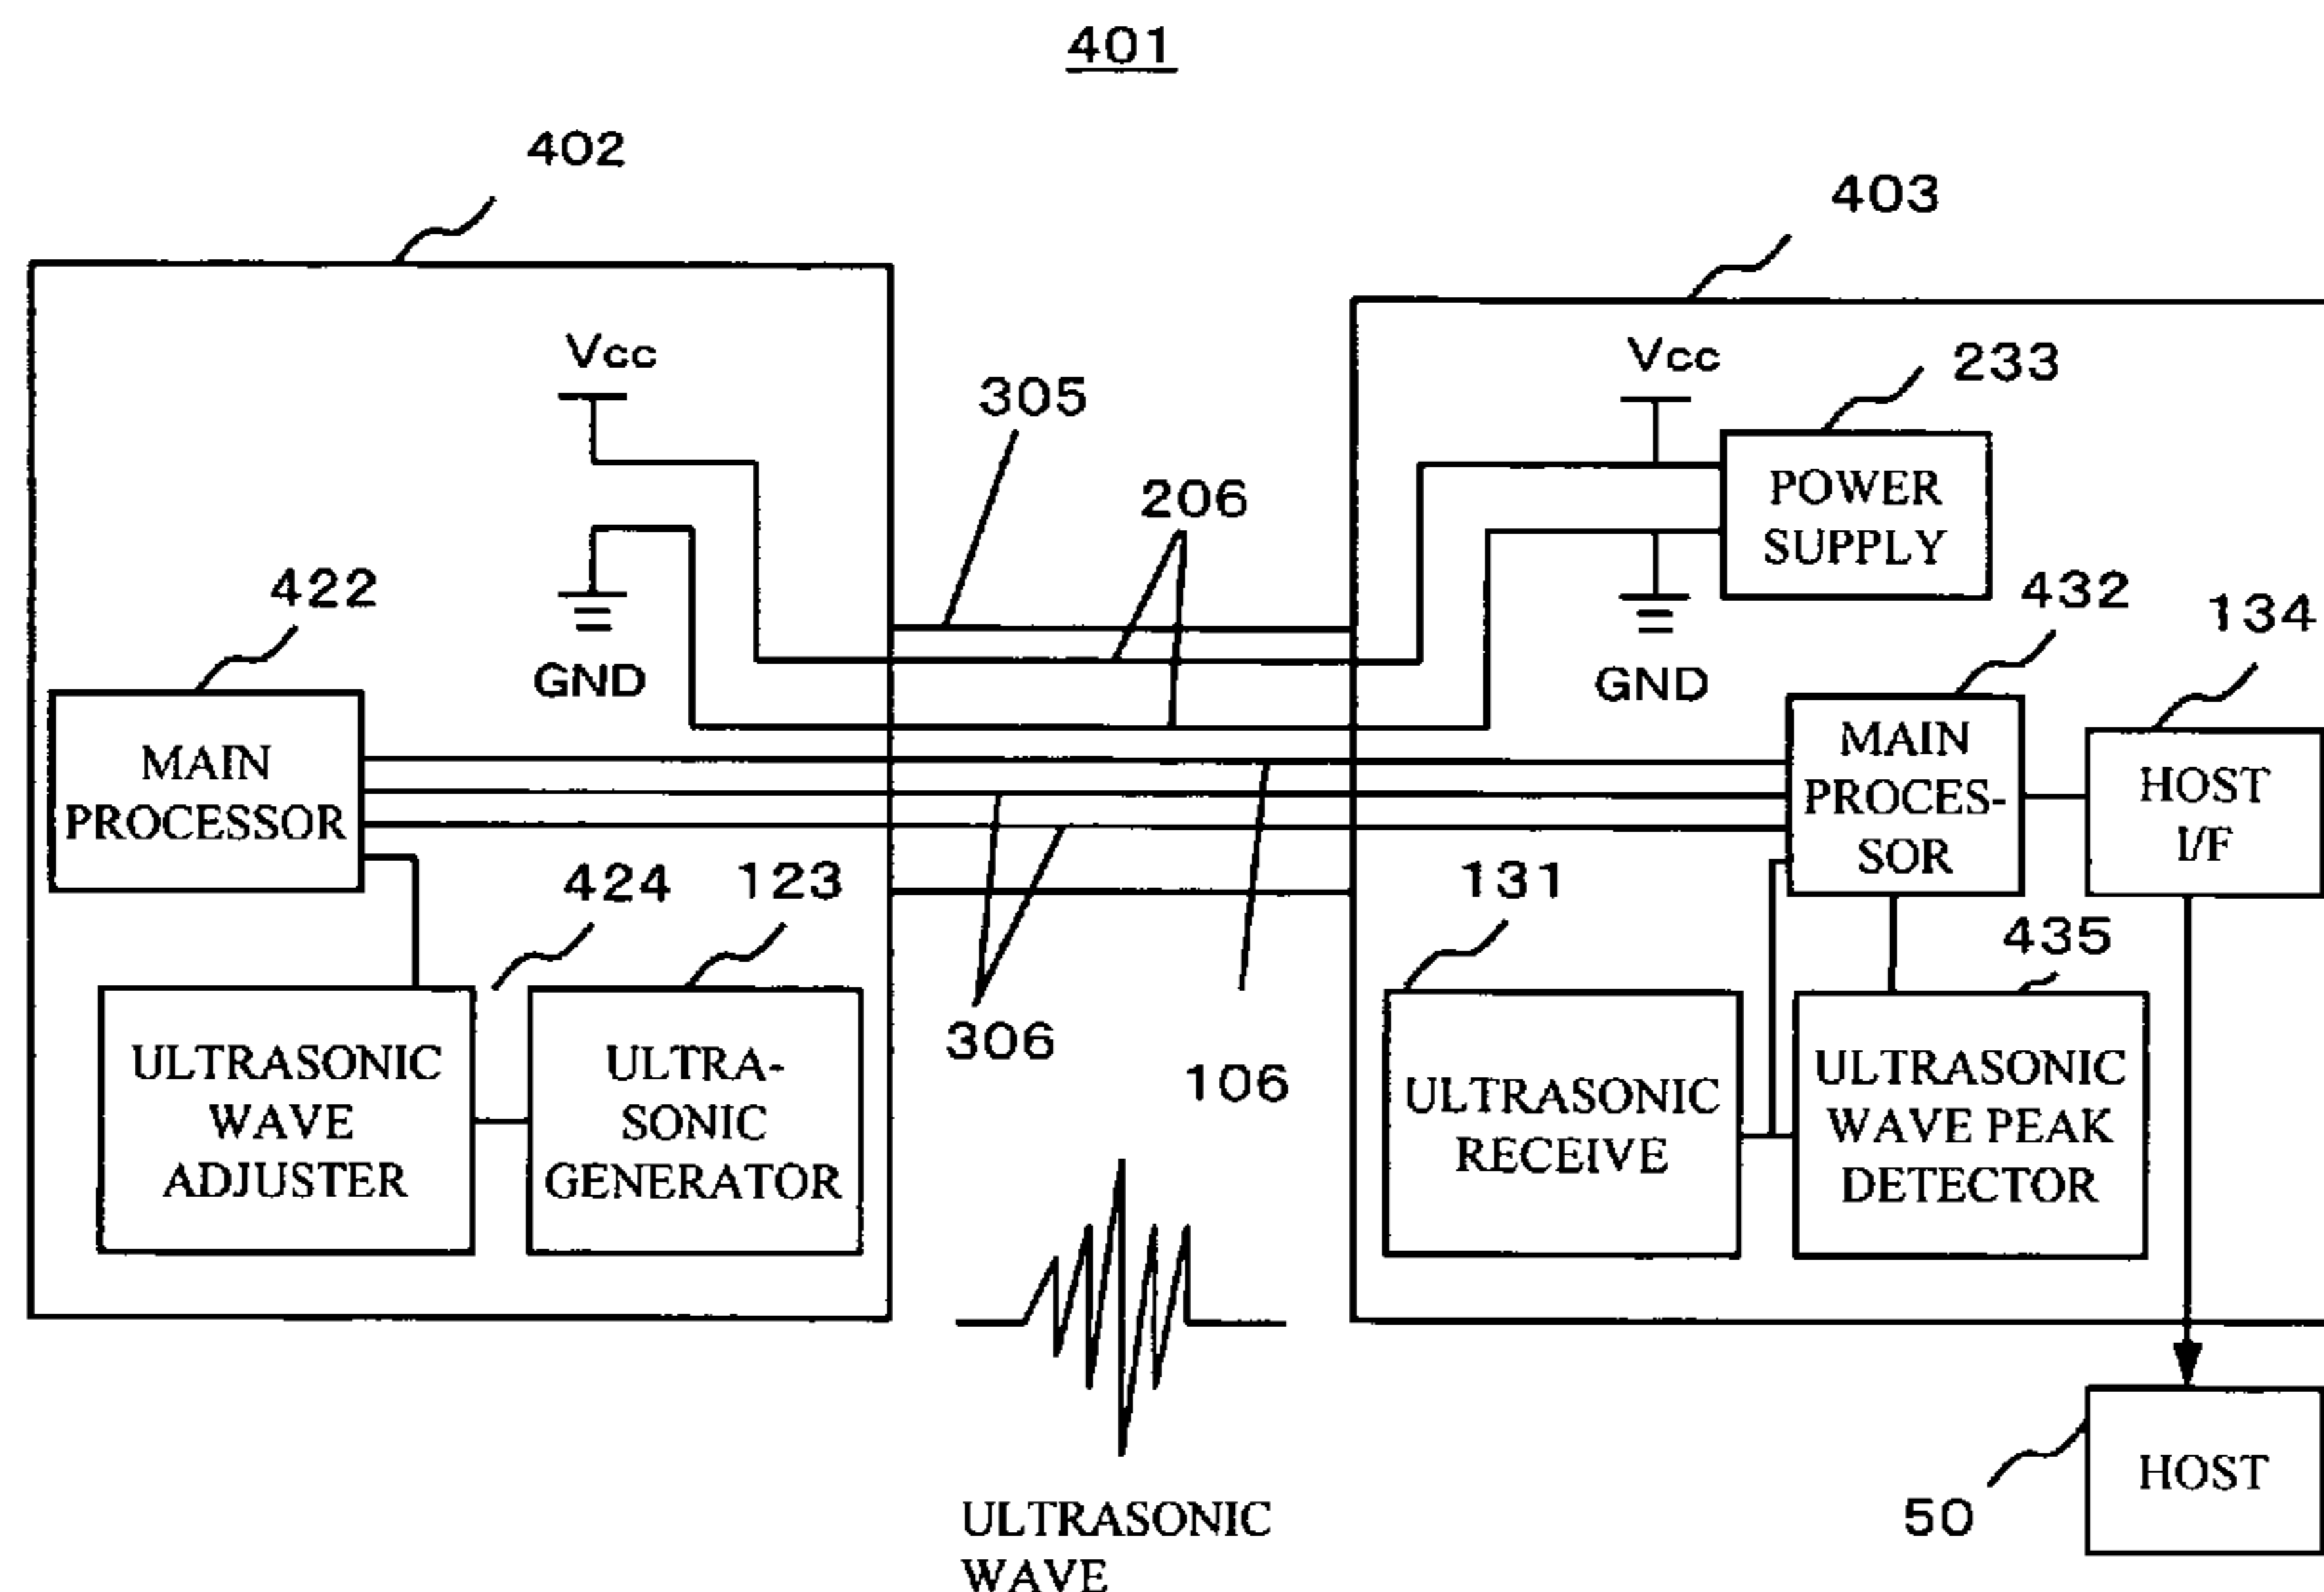 401
402
403
Vcc
Vcc
233
305
POWER
SUPPLY
206
422
432
134
GND
GND
MAIN
PROCESSOR
MAIN
PROCES-
SOR
HOST
I/F
424
123
131
435
306
106
ULTRASONIC
WAVE
ADJUSTER
ULTRA-
SONIC
GENERATOR
ULTRASONIC
RECEIVE
ULTRASONIC
WAVE PEAK
DETECTOR
HOST
50
ULTRASONIC
WAVE